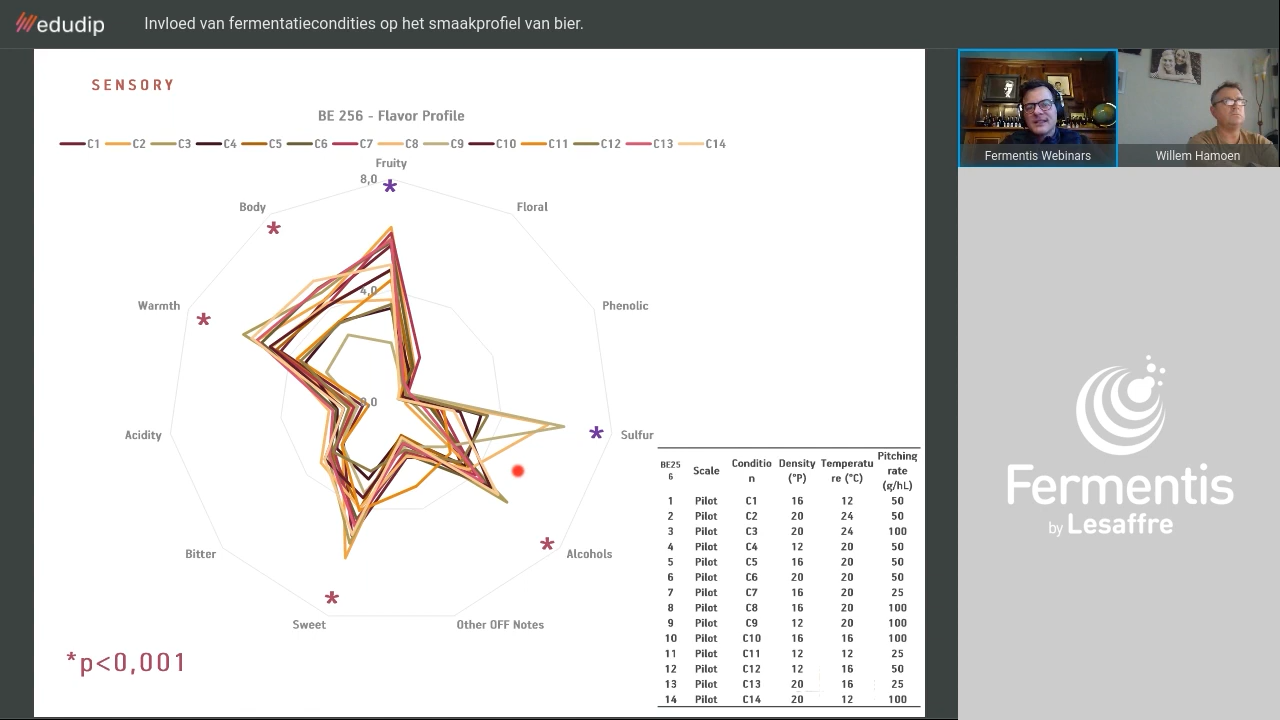 edudip
Invloed van fermentatiecondities op het smaakprofiel van bier.
SENSORY
BE 256 - Flavor Profile
C1 C2 C3 C4 C5 C6 C7 C8 C9 C10 C11 C12 C13 C14
Fruity
8,0
Body
Floral
4,0
Warmth
Phenolic
0,0
Acidity
Sulfur
Bitter
Alcohols
Sweet
Other OFF Notes
*p<0,001
BE25
6
Scale
Conditio
n
Density
(°P)
Temperatu
re (°C)
Pitching
rate
(g/hL)
1 Pilot C1 16 12 50
2 Pilot C2 20 24 50
3 Pilot C3 20 24 100
4 Pilot C4 12 20 50
5 Pilot C5 16 20 50
6 Pilot C6 20 20 50
7 Pilot C7 16 20 25
8 Pilot C8 16 20 100
9 Pilot C9 12 20 100
10 Pilot C10 16 16 100
11 Pilot C11 12 12 25
12 Pilot C12 12 16 50
13 Pilot C13 20 16 25
14 Pilot C14 20 12 100
Fermentis Webinars
Willem Hamoen
Fermentis
by Lesaffre